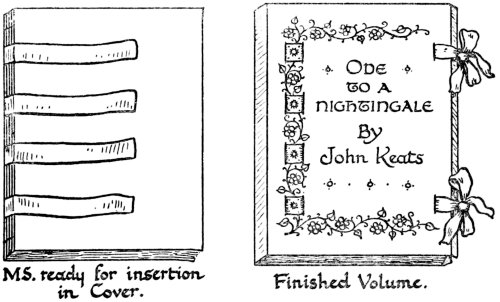 MS. ready for insertion
in Cover.
ODE
TO A
NIGHTINGALE
By
John Keats
Finished Volume.